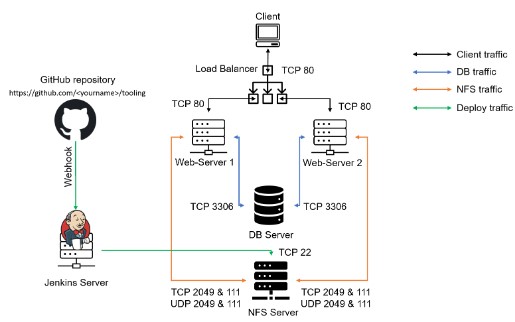 Client
Load Balancer
TCP 80
Client traffic
DB traffic
NFS traffic
Deploy traffic
GitHub repository
https://github.com/<yourname>/tooling
TCP 80
TCP 80
Web-Server 1
Web-Server 2
Webhook
TCP 3306
TCP 3306
DB Server
TCP 22
Jenkins Server
TCP 2049 & 111
UDP 2049 & 111
TCP 2049 & 111
UDP 2049 & 111
NFS Server